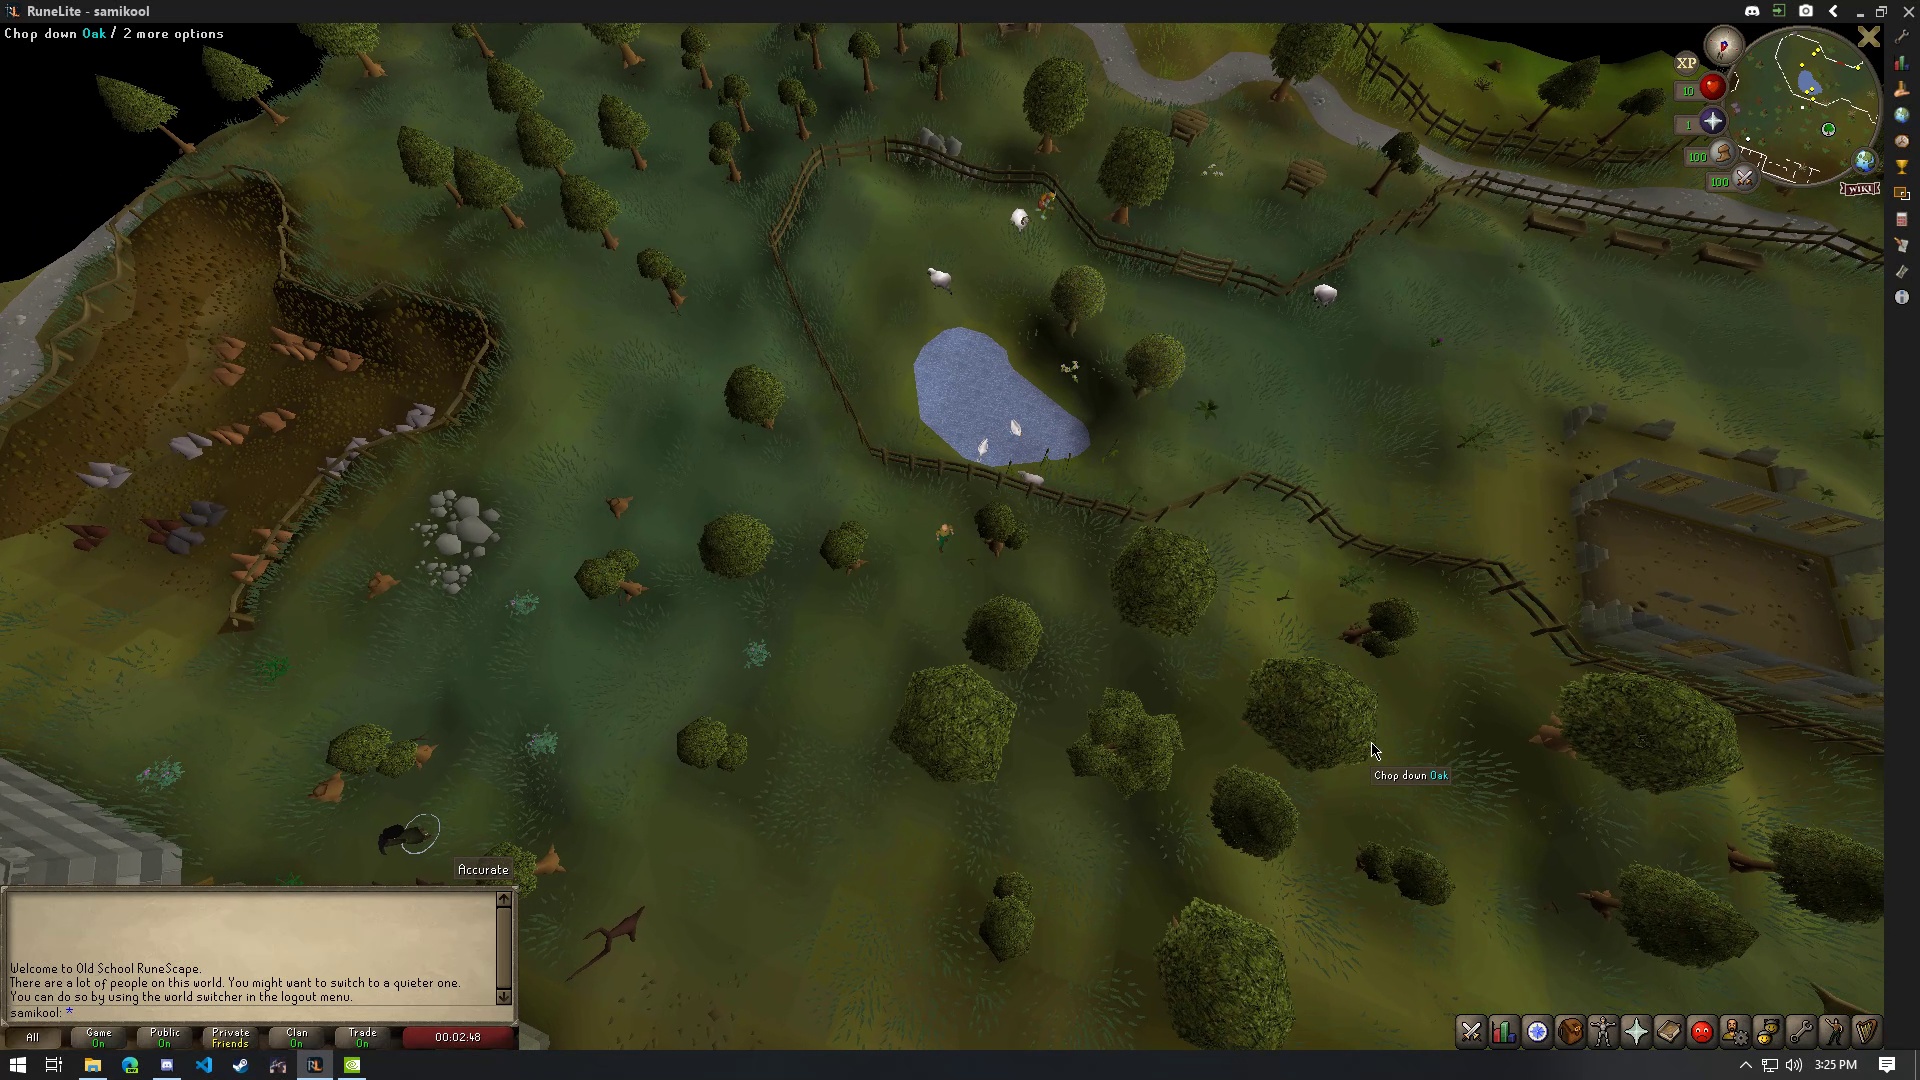 RuneLite - samikool
Chop down Oak / 2 more options
XP
10
1
100
100
WIKI
Chop down Oak
Accurate
Welcome to Old School RuneScape.
There are a lot of people on this world. You might want to switch to a quieter one.
You can do so by using the world switcher in the logout menu.
samikool: *
All
Game
On
Public
On
Private
Friends
Clan
On
Trade
On
00:02:48
3:25 PM